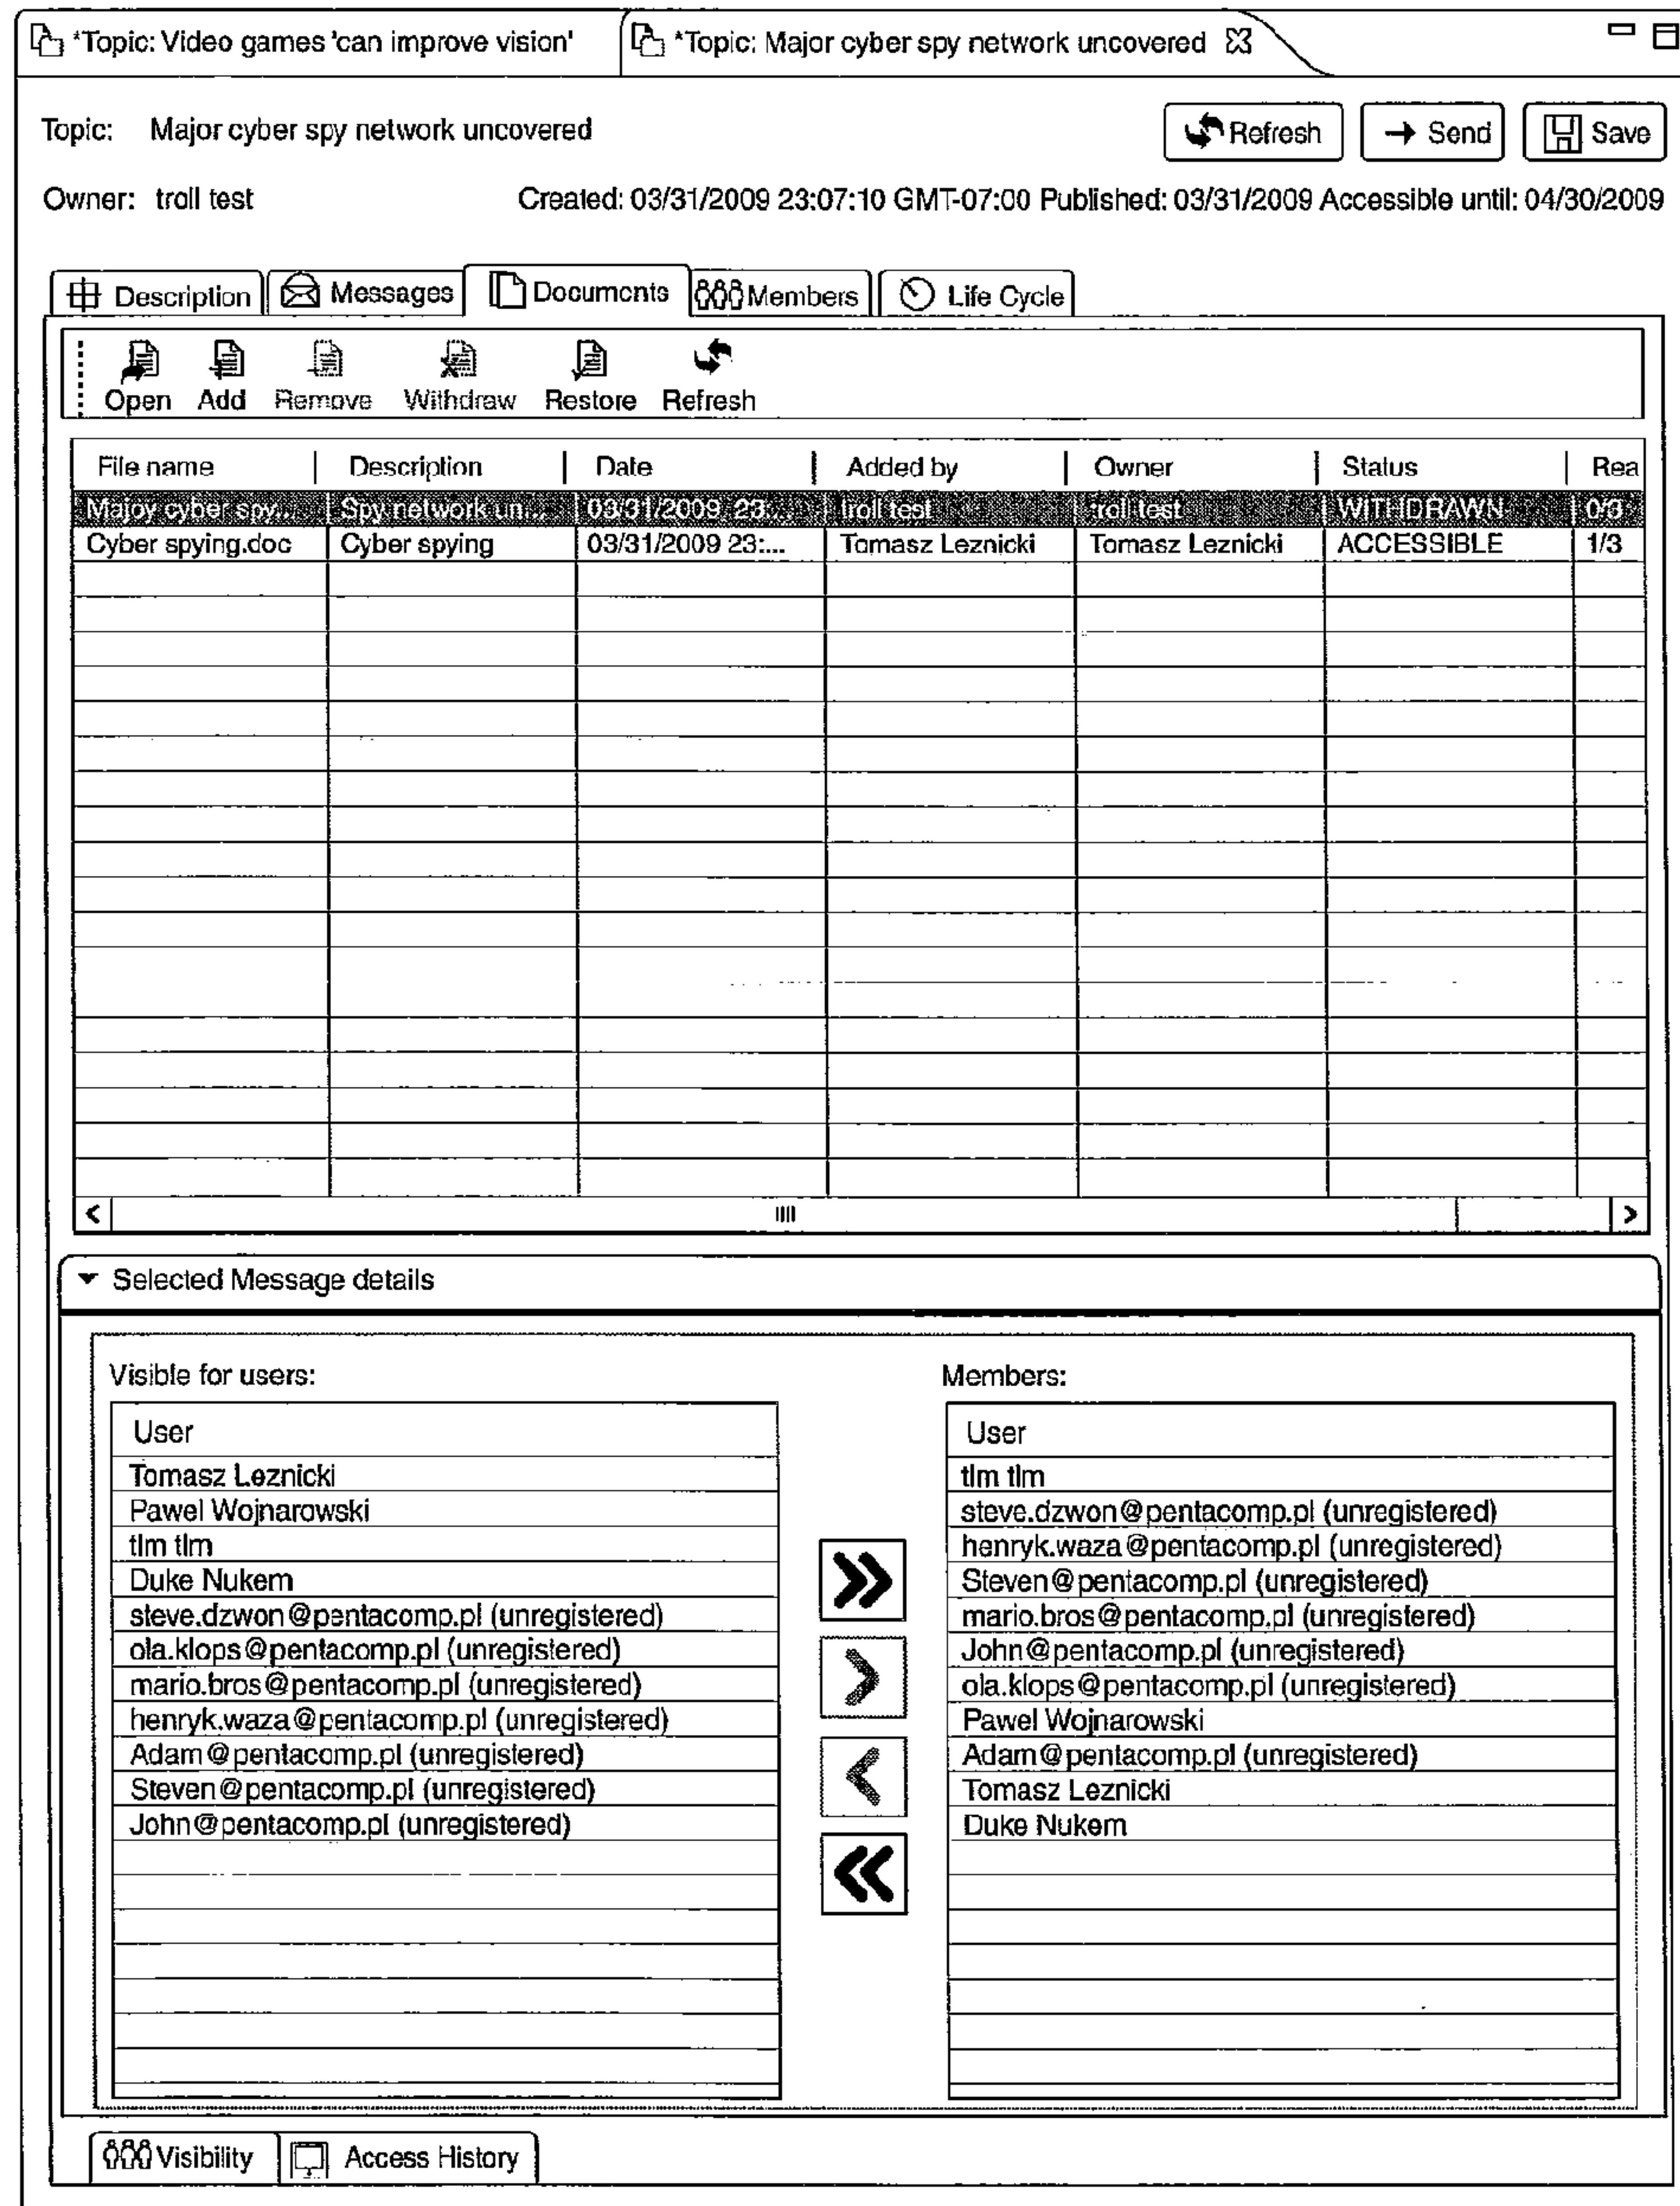 *Topic: Video games 'can improve vision' *Topic: Major cyber spy network uncovered
Topic: Major cyber spy network uncovered Refresh Send Save
Owner: troll test Created: 03/31/2009 23:07:10 GMT-07:00 Published: 03/31/2009 Accessible until: 04/30/2009
Description Messages Documents Members Life Cycle
Open Add Remove Withdraw Restore Refresh
File name Description Date Added by Owner Status Rea
Majoy cyber spy... Spy network un... 03/31/2009 23:... troll test troll test WITHDRAWN 0/3
Cyber spying.doc Cyber spying 03/31/2009 23:... Tomasz Leznicki Tomasz Leznicki ACCESSIBLE 1/3
Selected Message details
Visible for users:
User
Tomasz Leznicki
Pawel Wojnarowski
tlm tlm
Duke Nukem
steve.dzwon@pentacomp.pl (unregistered)
ola.klops@pentacomp.pl (unregistered)
mario.bros@pentacomp.pl (unregistered)
henryk.waza@pentacomp.pl (unregistered)
Adam@pentacomp.pl (unregistered)
Steven@pentacomp.pl (unregistered)
John@pentacomp.pl (unregistered)
Members:
User
tlm tlm
steve.dzwon@pentacomp.pl (unregistered)
henryk.waza@pentacomp.pl (unregistered)
Steven@pentacomp.pl (unregistered)
mario.bros@pentacomp.pl (unregistered)
John@pentacomp.pl (unregistered)
ola.klops@pentacomp.pl (unregistered)
Pawel Wojnarowski
Adam@pentacomp.pl (unregistered)
Tomasz Leznicki
Duke Nukem
Visibility Access History